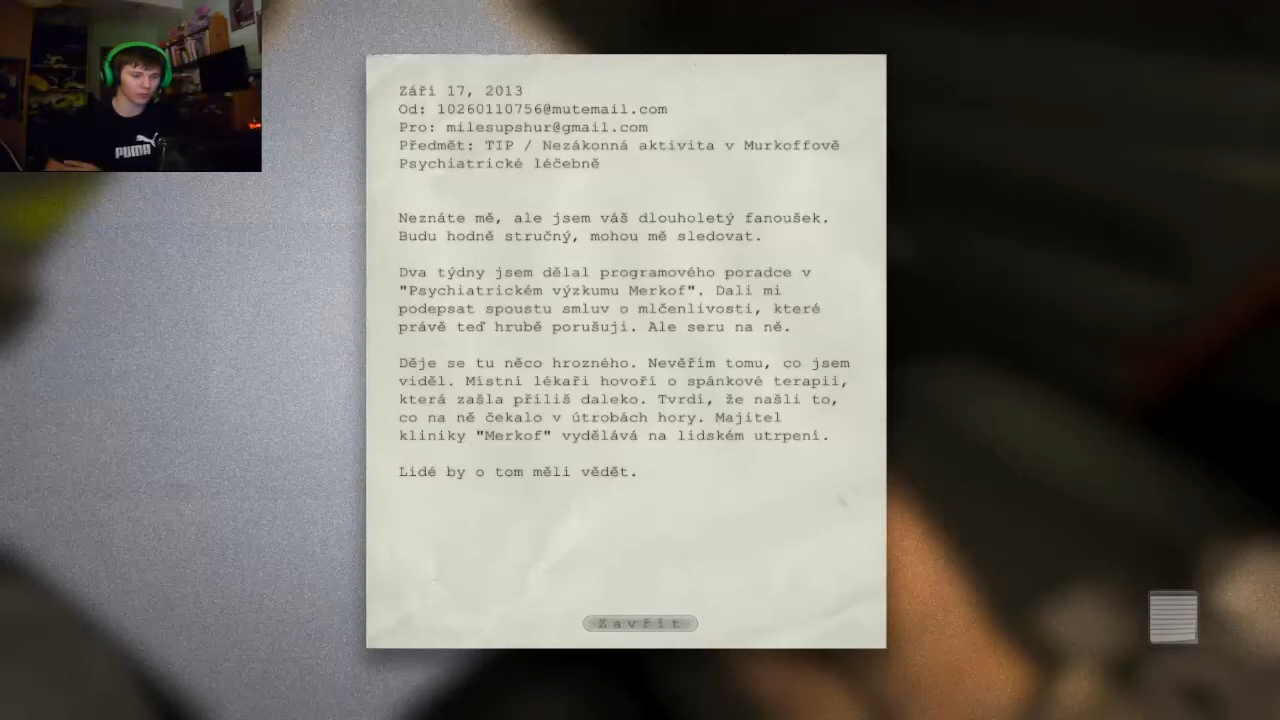 PUMA
Září 17, 2013
Od: 10260110756@mutemail.com
Pro: milesupshur@gmail.com
Předmět: TIP / Nezákonná aktivita v Murkoffově
Psychiatrické léčebně
Neznáte mě, ale jsem váš dlouholetý fanoušek.
Budu hodně stručný, mohou mě sledovat.
Dva týdny jsem dělal programového poradce v
"Psychiatrickém výzkumu Merkof". Dali mi
podepsat spoustu smluv o mlčenlivosti, které
právě teď hrubě porušuji. Ale seru na ně.
Děje se tu něco hrozného. Nevěřím tomu, co jsem
viděl. Místní lékaři hovoří o spánkové terapii,
která zašla příliš daleko. Tvrdí, že našli to,
co na ně čekalo v útrobách hory. Majitel
kliniky "Merkof" vydělává na lidském utrpení.
Lidé by o tom měli vědět.
Zavřít